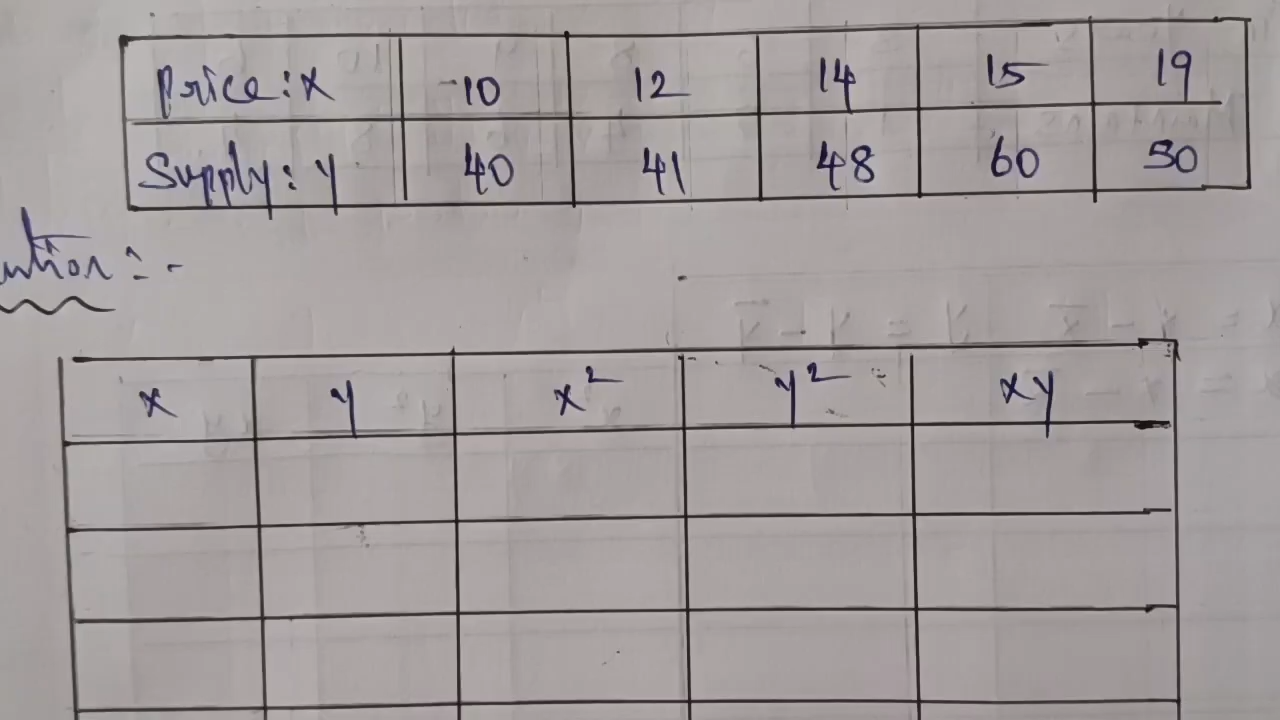 Price: x 10 12 14 15 19
Supply: y 40 41 48 60 50
ution :-
x y x² y² xy